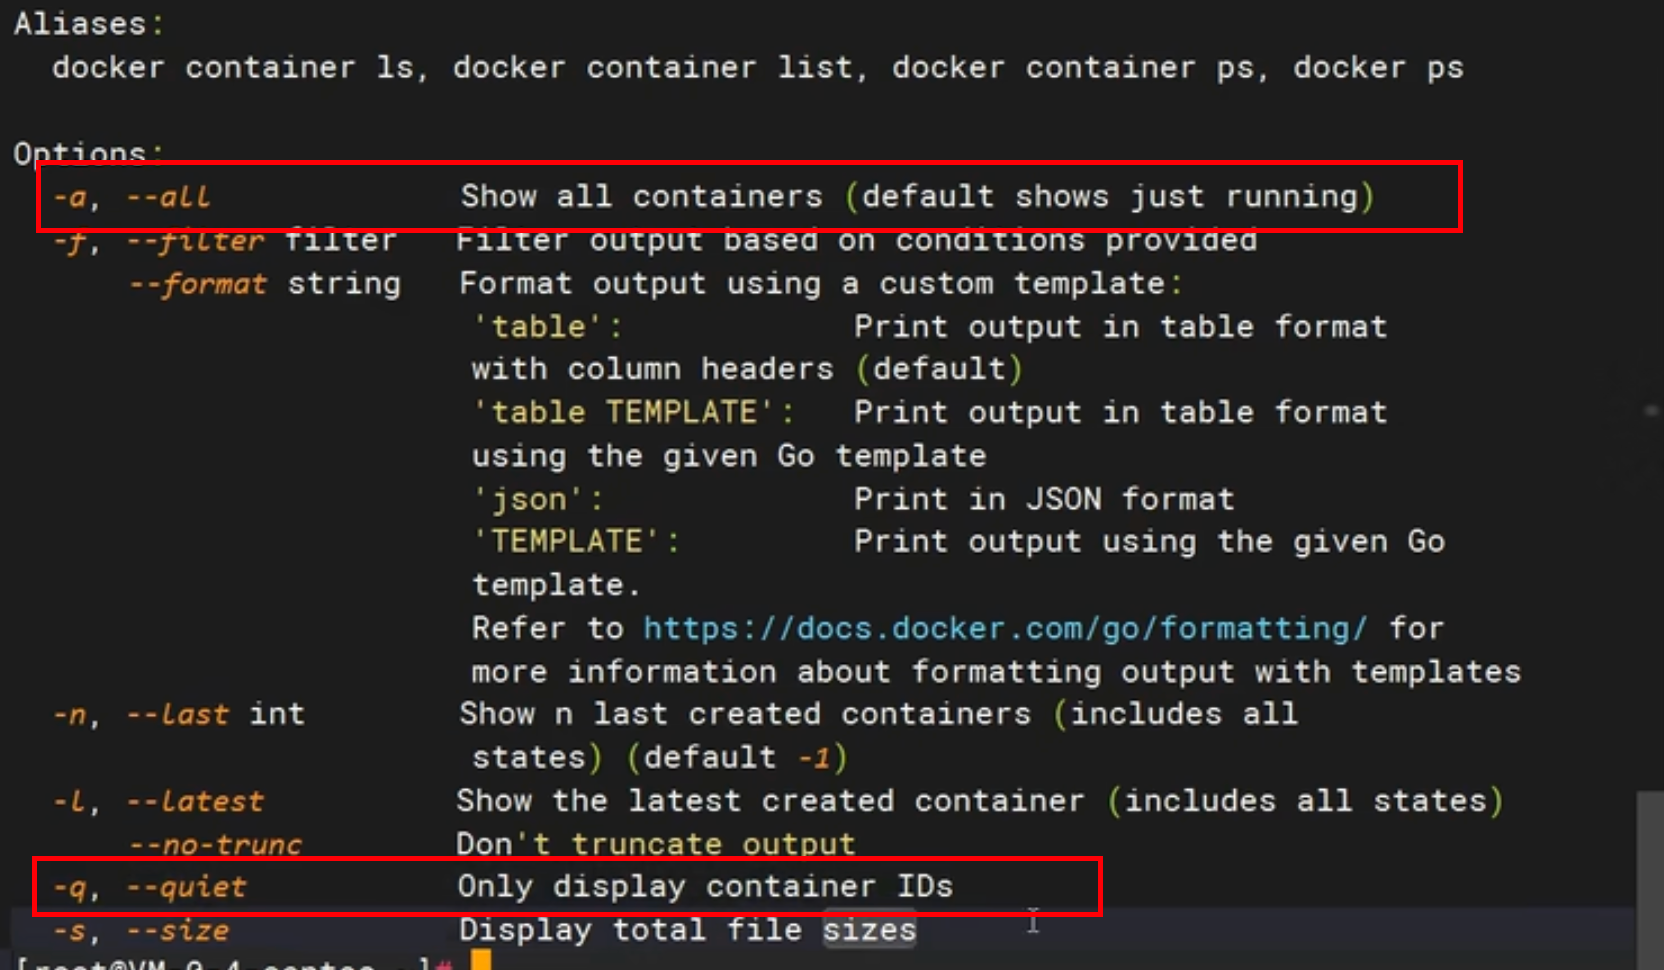 Aliases:
docker container ls, docker container list, docker container ps, docker ps
Options:
-a, --all Show all containers (default shows just running)
-f, --filter filter Filter output based on conditions provided
--format string Format output using a custom template:
'table': Print output in table format
with column headers (default)
'table TEMPLATE': Print output in table format
using the given Go template
'json': Print in JSON format
'TEMPLATE': Print output using the given Go
template.
Refer to https://docs.docker.com/go/formatting/ for
more information about formatting output with templates
-n, --last int Show n last created containers (includes all
states) (default -1)
-l, --latest Show the latest created container (includes all states)
--no-trunc Don't truncate output
-q, --quiet Only display container IDs
-s, --size Display total file sizes
[root@VM-0-4-centos ~]#